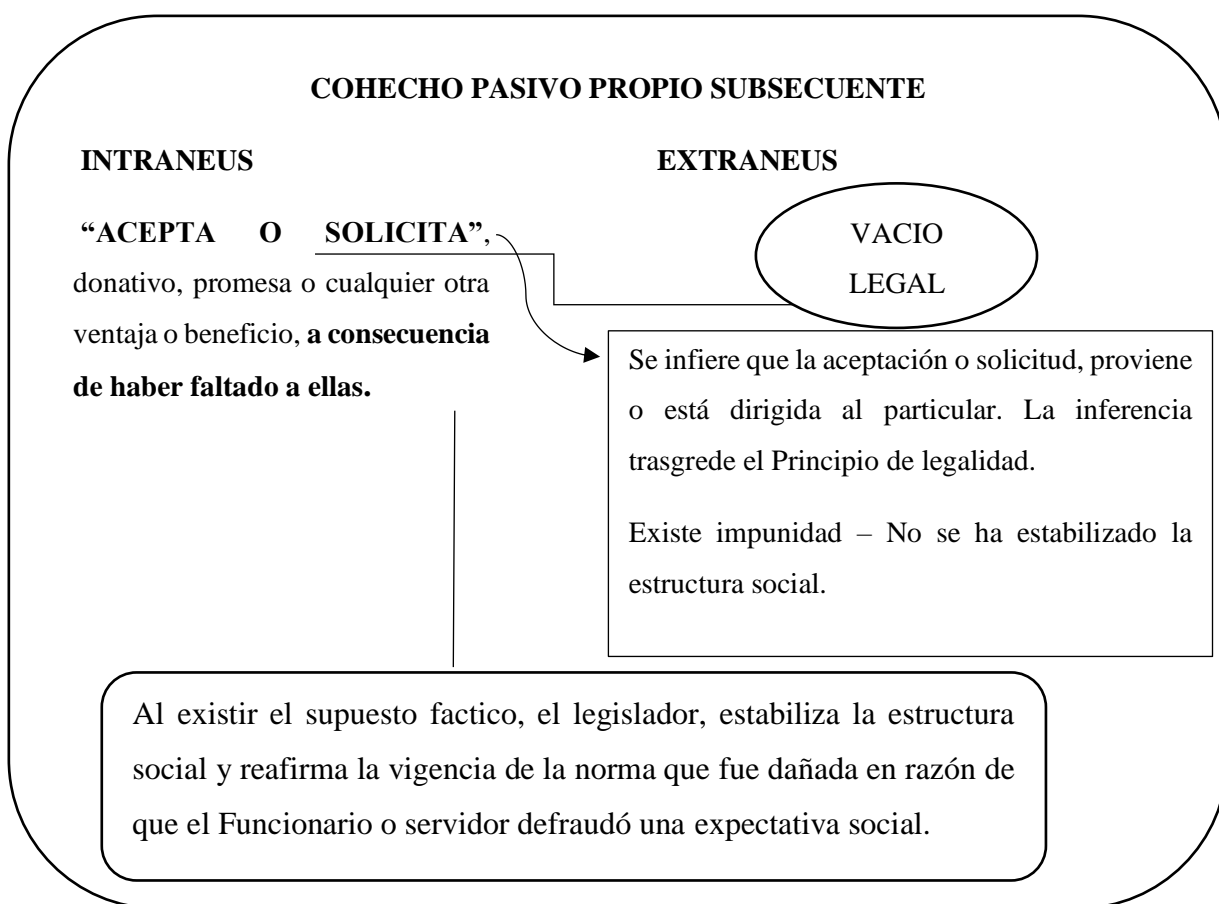 COHECHO PASIVO PROPIO SUBSECUENTE
INTRANEUS
“ACEPTA O SOLICITA”,
donativo, promesa o cualquier otra
ventaja o beneficio, a consecuencia
de haber faltado a ellas.
EXTRANEUS
VACIO
LEGAL
Se infiere que la aceptación o solicitud, proviene
o está dirigida al particular. La inferencia
trasgrede el Principio de legalidad.
Existe impunidad – No se ha estabilizado la
estructura social.
Al existir el supuesto factico, el legislador, estabiliza la estructura
social y reafirma la vigencia de la norma que fue dañada en razón de
que el Funcionario o servidor defraudó una expectativa social.